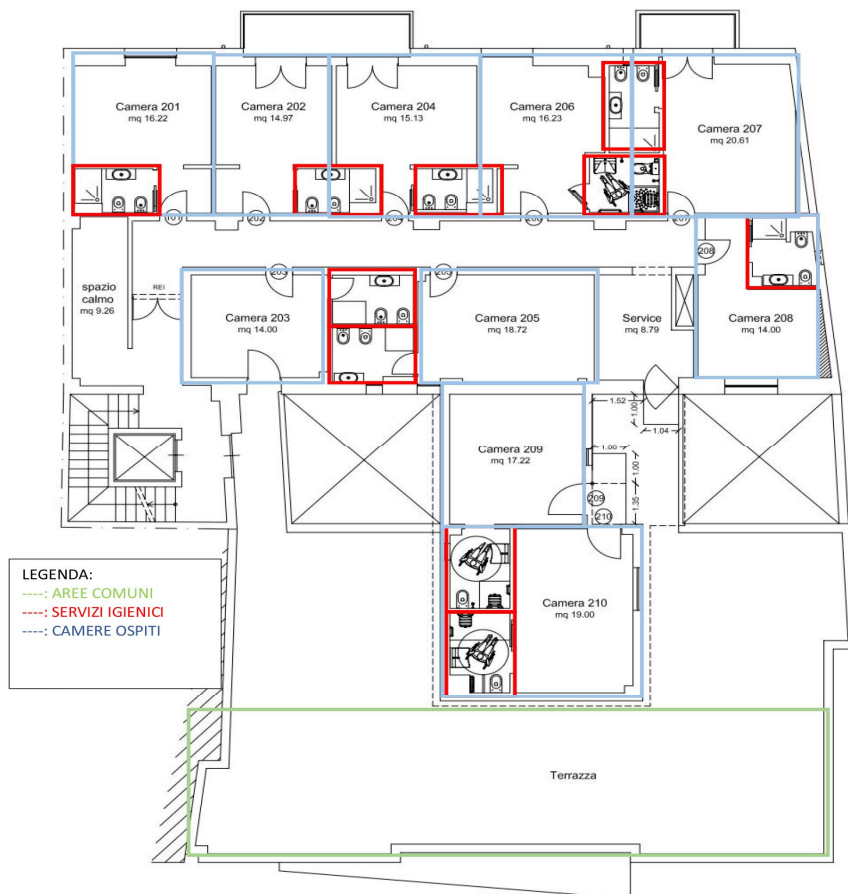 Camera 201
mq 16.22
Camera 202
mq 14.97
Camera 204
mq 15.13
Camera 206
mq 16.23
Camera 207
mq 20.61
202
204
207
208
spazio
calmo
mq 9.26
REI
Camera 203
mq 14.00
Camera 205
mq 18.72
Service
mq 8.79
Camera 208
mq 14.00
1.52
1.00
1.04
1.00
1.00
1.35
Camera 209
mq 17.22
209
210
Camera 210
mq 19.00
LEGENDA:
----: AREE COMUNI
----: SERVIZI IGIENICI
----: CAMERE OSPITI
Terrazza